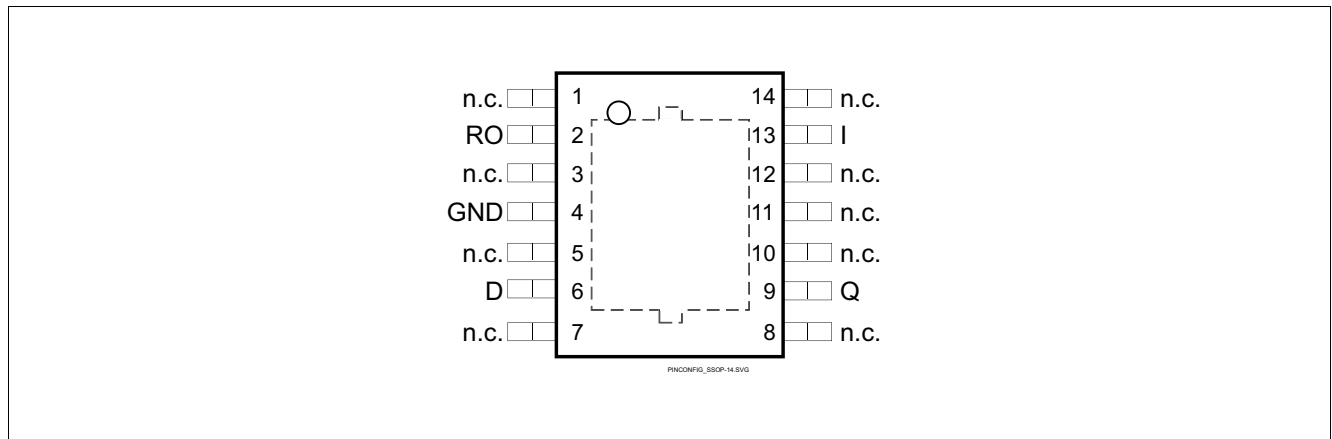 n.c. 1 14 n.c.
RO 2 13 I
n.c. 3 12 n.c.
GND 4 11 n.c.
n.c. 5 10 n.c.
D 6 9 Q
n.c. 7 8 n.c.
PINCONFIG_SSOP-14.SVG